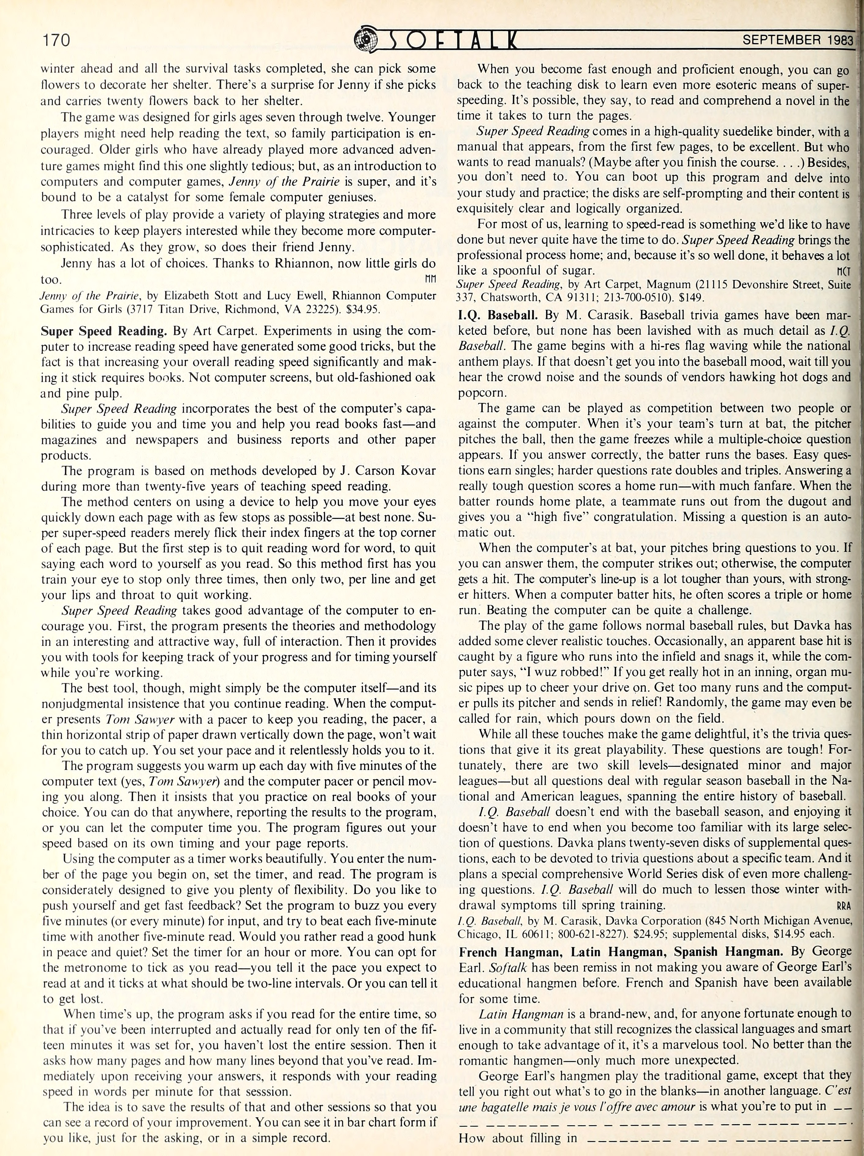 170
SOFTALK
SEPTEMBER 1983
winter ahead and all the survival tasks completed, she can pick some
flowers to decorate her shelter. There's a surprise for Jenny if she picks
and carries twenty flowers back to her shelter.
The game was designed for girls ages seven through twelve. Younger
players might need help reading the text, so family participation is en-
couraged. Older girls who have already played more advanced adven-
ture games might find this one slightly tedious; but, as an introduction to
computers and computer games, Jenny of the Prairie is super, and it's
bound to be a catalyst for some female computer geniuses.
Three levels of play provide a variety of playing strategies and more
intricacies to keep players interested while they become more computer-
sophisticated. As they grow, so does their friend Jenny.
Jenny has a lot of choices. Thanks to Rhiannon, now little girls do
too. MM
Jenny of the Prairie, by Elizabeth Stott and Lucy Ewell, Rhiannon Computer
Games for Girls (3717 Titan Drive, Richmond, VA 23225). $34.95.
Super Speed Reading. By Art Carpet. Experiments in using the com-
puter to increase reading speed have generated some good tricks, but the
fact is that increasing your overall reading speed significantly and mak-
ing it stick requires books. Not computer screens, but old-fashioned oak
and pine pulp.
Super Speed Reading incorporates the best of the computer's capa-
bilities to guide you and time you and help you read books fast—and
magazines and newspapers and business reports and other paper
products.
The program is based on methods developed by J. Carson Kovar
during more than twenty-five years of teaching speed reading.
The method centers on using a device to help you move your eyes
quickly down each page with as few stops as possible—at best none. Su-
per super-speed readers merely flick their index fingers at the top corner
of each page. But the first step is to quit reading word for word, to quit
saying each word to yourself as you read. So this method first has you
train your eye to stop only three times, then only two, per line and get
your lips and throat to quit working.
Super Speed Reading takes good advantage of the computer to en-
courage you. First, the program presents the theories and methodology
in an interesting and attractive way, full of interaction. Then it provides
you with tools for keeping track of your progress and for timing yourself
while you're working.
The best tool, though, might simply be the computer itself—and its
nonjudgmental insistence that you continue reading. When the comput-
er presents Tom Sawyer with a pacer to keep you reading, the pacer, a
thin horizontal strip of paper drawn vertically down the page, won't wait
for you to catch up. You set your pace and it relentlessly holds you to it.
The program suggests you warm up each day with five minutes of the
computer text (yes, Tom Sawyer) and the computer pacer or pencil mov-
ing you along. Then it insists that you practice on real books of your
choice. You can do that anywhere, reporting the results to the program,
or you can let the computer time you. The program figures out your
speed based on its own timing and your page reports.
Using the computer as a timer works beautifully. You enter the num-
ber of the page you begin on, set the timer, and read. The program is
considerately designed to give you plenty of flexibility. Do you like to
push yourself and get fast feedback? Set the program to buzz you every
five minutes (or every minute) for input, and try to beat each five-minute
time with another five-minute read. Would you rather read a good hunk
in peace and quiet? Set the timer for an hour or more. You can opt for
the metronome to tick as you read—you tell it the pace you expect to
read at and it ticks at what should be two-line intervals. Or you can tell it
to get lost.
When time's up, the program asks if you read for the entire time, so
that if you've been interrupted and actually read for only ten of the fif-
teen minutes it was set for, you haven't lost the entire session. Then it
asks how many pages and how many lines beyond that you've read. Im-
mediately upon receiving your answers, it responds with your reading
speed in words per minute for that sesssion.
The idea is to save the results of that and other sessions so that you
can see a record of your improvement. You can see it in bar chart form if
you like, just for the asking, or in a simple record.
When you become fast enough and proficient enough, you can go
back to the teaching disk to learn even more esoteric means of super-
speeding. It's possible, they say, to read and comprehend a novel in the
time it takes to turn the pages.
Super Speed Reading comes in a high-quality suedelike binder, with a
manual that appears, from the first few pages, to be excellent. But who
wants to read manuals? (Maybe after you finish the course. . . .) Besides,
you don't need to. You can boot up this program and delve into
your study and practice; the disks are self-prompting and their content is
exquisitely clear and logically organized.
For most of us, learning to speed-read is something we'd like to have
done but never quite have the time to do. Super Speed Reading brings the
professional process home; and, because it's so well done, it behaves a lot
like a spoonful of sugar. MCT
Super Speed Reading, by Art Carpet, Magnum (21115 Devonshire Street, Suite
337, Chatsworth, CA 91311; 213-700-0510). $149.
I.Q. Baseball. By M. Carasik. Baseball trivia games have been mar-
keted before, but none has been lavished with as much detail as I.Q.
Baseball. The game begins with a hi-res flag waving while the national
anthem plays. If that doesn't get you into the baseball mood, wait till you
hear the crowd noise and the sounds of vendors hawking hot dogs and
popcorn.
The game can be played as competition between two people or
against the computer. When it's your team's turn at bat, the pitcher
pitches the ball, then the game freezes while a multiple-choice question
appears. If you answer correctly, the batter runs the bases. Easy ques-
tions earn singles; harder questions rate doubles and triples. Answering a
really tough question scores a home run—with much fanfare. When the
batter rounds home plate, a teammate runs out from the dugout and
gives you a "high five" congratulation. Missing a question is an auto-
matic out.
When the computer's at bat, your pitches bring questions to you. If
you can answer them, the computer strikes out; otherwise, the computer
gets a hit. The computer's line-up is a lot tougher than yours, with strong-
er hitters. When a computer batter hits, he often scores a triple or home
run. Beating the computer can be quite a challenge.
The play of the game follows normal baseball rules, but Davka has
added some clever realistic touches. Occasionally, an apparent base hit is
caught by a figure who runs into the infield and snags it, while the com-
puter says, "I wuz robbed!" If you get really hot in an inning, organ mu-
sic pipes up to cheer your drive on. Get too many runs and the comput-
er pulls its pitcher and sends in relief! Randomly, the game may even be
called for rain, which pours down on the field.
While all these touches make the game delightful, it's the trivia ques-
tions that give it its great playability. These questions are tough! For-
tunately, there are two skill levels—designated minor and major
leagues—but all questions deal with regular season baseball in the Na-
tional and American leagues, spanning the entire history of baseball.
I.Q. Baseball doesn't end with the baseball season, and enjoying it
doesn't have to end when you become too familiar with its large selec-
tion of questions. Davka plans twenty-seven disks of supplemental ques-
tions, each to be devoted to trivia questions about a specific team. And it
plans a special comprehensive World Series disk of even more challeng-
ing questions. I.Q. Baseball will do much to lessen those winter with-
drawal symptoms till spring training. RRA
I.Q. Baseball, by M. Carasik, Davka Corporation (845 North Michigan Avenue,
Chicago, IL 60611; 800-621-8227). $24.95; supplemental disks, $14.95 each.
French Hangman, Latin Hangman, Spanish Hangman. By George
Earl. Softalk has been remiss in not making you aware of George Earl's
educational hangmen before. French and Spanish have been available
for some time.
Latin Hangman is a brand-new, and, for anyone fortunate enough to
live in a community that still recognizes the classical languages and smart
enough to take advantage of it, it's a marvelous tool. No better than the
romantic hangmen—only much more unexpected.
George Earl's hangmen play the traditional game, except that they
tell you right out what's to go in the blanks—in another language. C'est
une bagatelle mais je vous l'offre avec amour is what you're to put in _ _
_ _ _ _ _ _ _ _ _ _ _ _ _ _ _ _ _ _ _ _ _ _ _ _ _ _ _ _.
How about filling in _ _ _ _ _ _ _ _ _ _ _ _ _ _ _ _ _ _ _ _ _ _